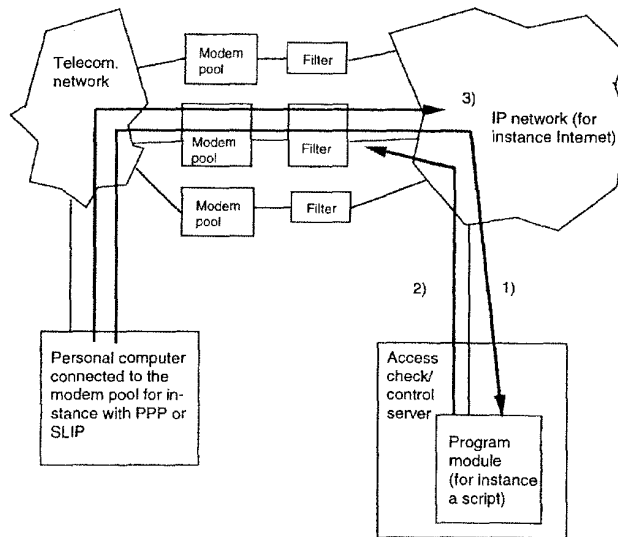 Telecom.
network
Modem
pool
Filter
3)
IP network (for
instance Internet)
Modem
pool
Filter
Modem
pool
Filter
2)
1)
Personal computer
connected to the
modem pool for in-
stance with PPP or
SLIP
Access
check/
control
server
Program
module
(for instance
a script)